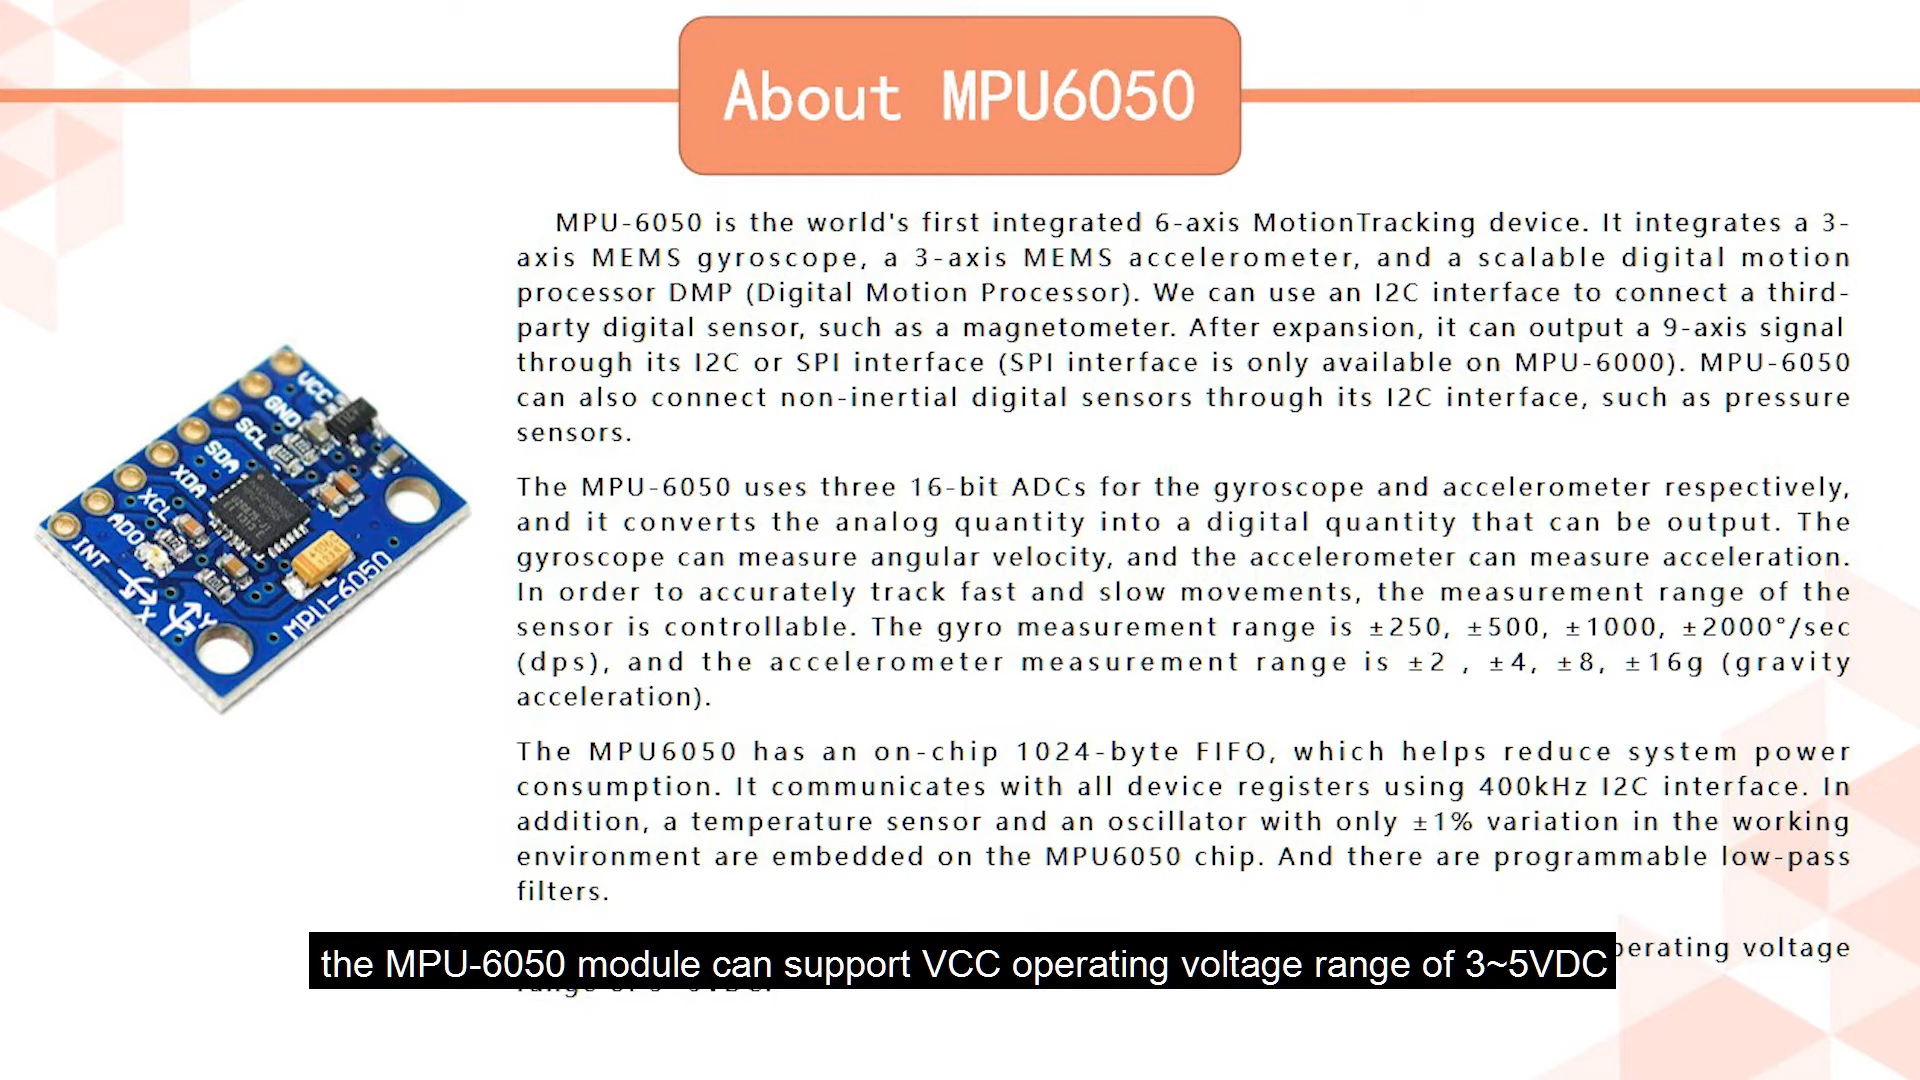 About MPU6050
MPU-6050 is the world's first integrated 6-axis MotionTracking device. It integrates a 3-
axis MEMS gyroscope, a 3-axis MEMS accelerometer, and a scalable digital motion
processor DMP (Digital Motion Processor). We can use an I2C interface to connect a third-
party digital sensor, such as a magnetometer. After expansion, it can output a 9-axis signal
through its I2C or SPI interface (SPI interface is only available on MPU-6000). MPU-6050
can also connect non-inertial digital sensors through its I2C interface, such as pressure
sensors.
VCC
GND
SCL
SDA
XDA
XCL
ADO
INT
X
Y
MPU-6050
The MPU-6050 uses three 16-bit ADCs for the gyroscope and accelerometer respectively,
and it converts the analog quantity into a digital quantity that can be output. The
gyroscope can measure angular velocity, and the accelerometer can measure acceleration.
In order to accurately track fast and slow movements, the measurement range of the
sensor is controllable. The gyro measurement range is ±250, ±500, ±1000, ±2000°/sec
(dps), and the accelerometer measurement range is ±2 , ±4, ±8, ±16g (gravity
acceleration).
The MPU6050 has an on-chip 1024-byte FIFO, which helps reduce system power
consumption. It communicates with all device registers using 400kHz I2C interface. In
addition, a temperature sensor and an oscillator with only ±1% variation in the working
environment are embedded on the MPU6050 chip. And there are programmable low-pass
filters.
voltage
the MPU-6050 module can support VCC operating voltage range of 3~5VDC